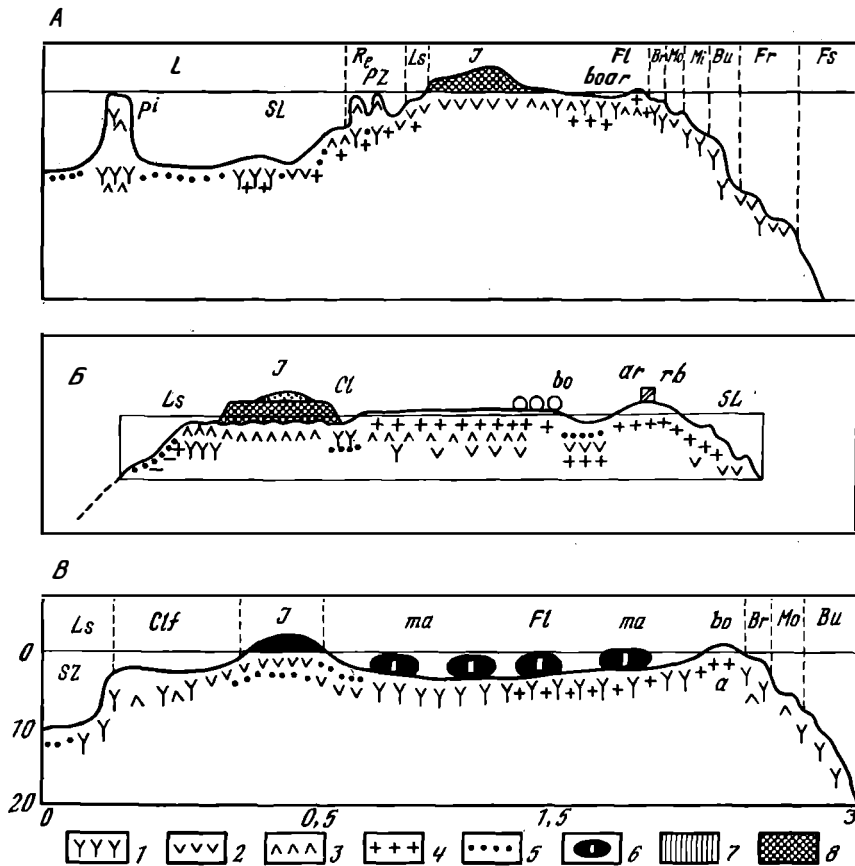 А
L Re Ls J Fl Br Mo Mi Bu Fr Fs
pi SL PZ boar
Б
Ls J Cl bo ar rb SL
В
Ls Clf J ma Fl ma bo Br Mo Bu
0 SZ a
10
20
0 0,5 1,5 3
1 2 3 4 5 6 7 8